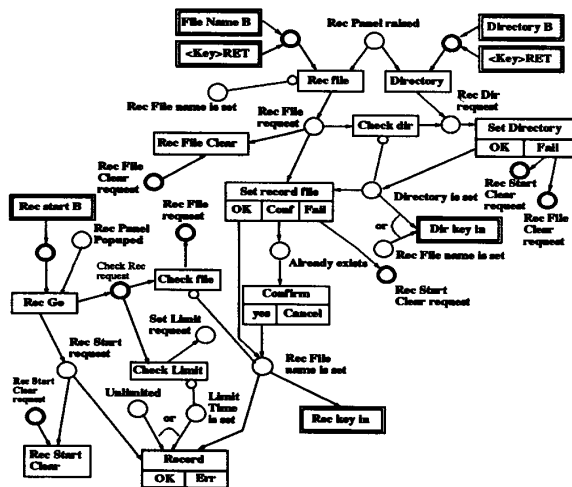 File Name B
Rec Panel raised
Directory B
<Key>RET
<Key>RET
Rec file
Directory
Rec File name is set
Rec File
request
Rec Dir
request
Rec File Clear
Check dir
Set Directory
OK
Fail
Rec File
Clear
request
Rec start B
Rec File
request
Set record file
OK
Conf
Fail
Directory is set
Rec Start
Clear
request
Rec File
Clear
request
or
Dir key in
Rec File name is set
Rec Panel
Popuped
Check Rec
request
Check file
Already exists
Rec Start
Clear request
Rec Go
Set Limit
request
Confirm
yes
Cancel
Rec Start
request
Check Limit
Rec File
name is set
Rec Start
Clear
request
Unlimited
or
Limit
Time is
set
Rec key in
Rec Start
Clear
Record
OK
Err